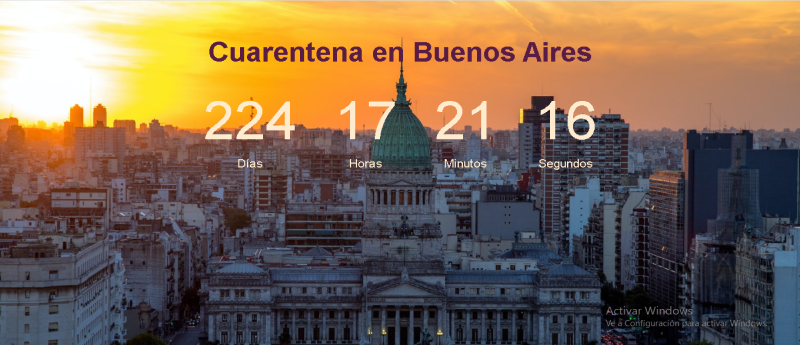 Cuarentena en Buenos Aires
224 17 21 16
Días Horas Minutos Segundos
Activar Windows
Ve a Configuración para activar Windows.